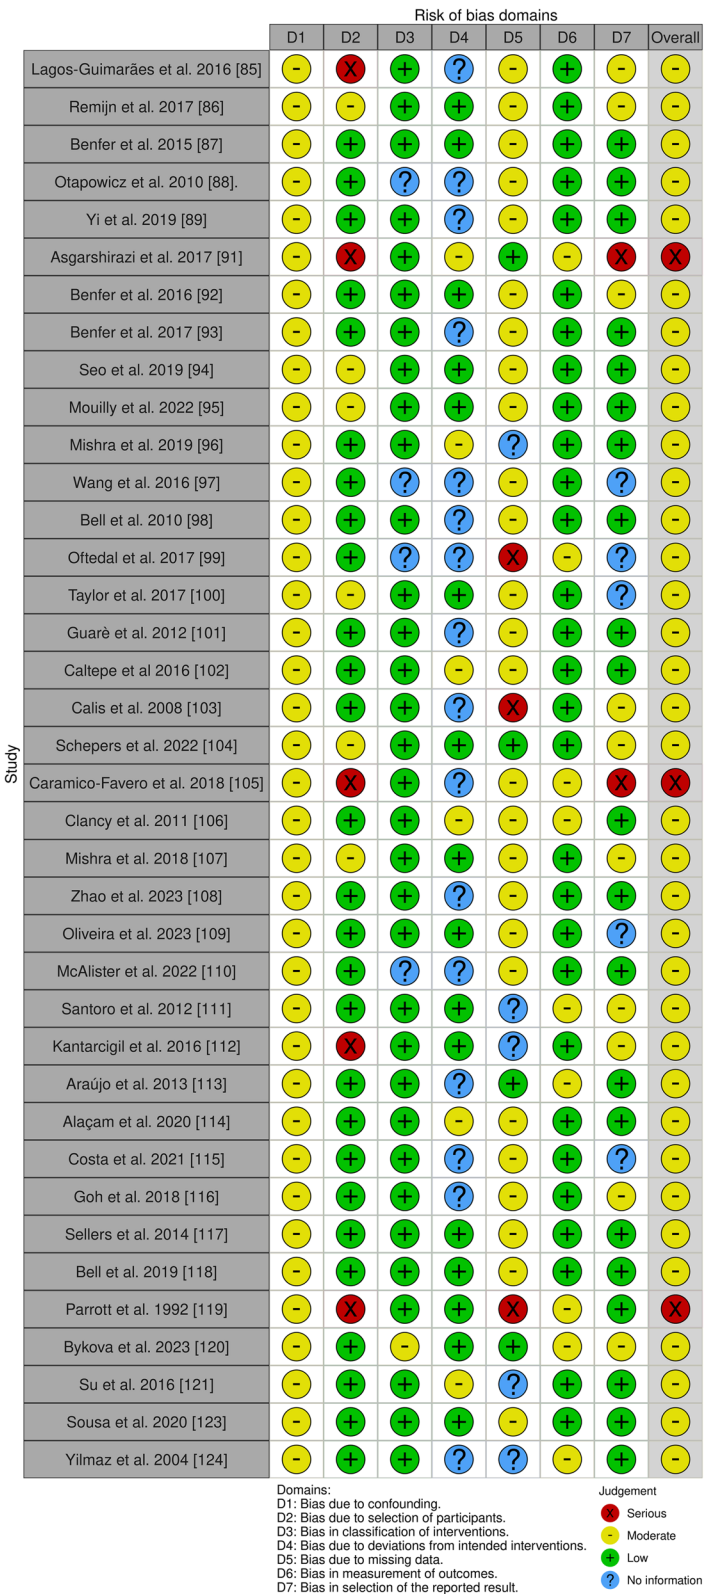 Risk of bias domains
D1 D2 D3 D4 D5 D6 D7 Overall
Study
Lagos-Guimarães et al. 2016 [85] - X + ? - + - -
Remijn et al. 2017 [86] - - + + - + - -
Benfer et al. 2015 [87] - + + + - + + -
Otapowicz et al. 2010 [88]. - + ? ? - + + -
Yi et al. 2019 [89] - + + ? - + + -
Asgarshirazi et al. 2017 [91] - X + - + - X X
Benfer et al. 2016 [92] - + + + - + - -
Benfer et al. 2017 [93] - + + ? - + + -
Seo et al. 2019 [94] - - + + - + + -
Mouilly et al. 2022 [95] - - + + - + + -
Mishra et al. 2019 [96] - + + - ? + + -
Wang et al. 2016 [97] - + ? ? - + ? -
Bell et al. 2010 [98] - + + ? - + + -
Oftedal et al. 2017 [99] - + ? ? X - ? -
Taylor et al. 2017 [100] - - + + - + ? -
Guarè et al. 2012 [101] - + + ? - + + -
Caltepe et al 2016 [102] - + + - - + + -
Calis et al. 2008 [103] - + + ? X + - -
Schepers et al. 2022 [104] - - + + + + - -
Caramico-Favero et al. 2018 [105] - X + ? - - X X
Clancy et al. 2011 [106] - + + - - - + -
Mishra et al. 2018 [107] - - + + - + - -
Zhao et al. 2023 [108] - + + ? - + + -
Oliveira et al. 2023 [109] - + + + - + ? -
McAlister et al. 2022 [110] - + ? ? - + + -
Santoro et al. 2012 [111] - + + + ? - - -
Kantarcigil et al. 2016 [112] - X + + ? + - -
Araújo et al. 2013 [113] - + + ? + - + -
Alaçam et al. 2020 [114] - + + - - + + -
Costa et al. 2021 [115] - + + ? - + ? -
Goh et al. 2018 [116] - + + ? - + - -
Sellers et al. 2014 [117] - + + + - + + -
Bell et al. 2019 [118] - + + + - + + -
Parrott et al. 1992 [119] - X + + X - + X
Bykova et al. 2023 [120] - + - + + - - -
Su et al. 2016 [121] - + + - ? + + -
Sousa et al. 2020 [123] - + + + - + + -
Yilmaz et al. 2004 [124] - + + ? ? - + -
Domains:
D1: Bias due to confounding.
D2: Bias due to selection of participants.
D3: Bias in classification of interventions.
D4: Bias due to deviations from intended interventions.
D5: Bias due to missing data.
D6: Bias in measurement of outcomes.
D7: Bias in selection of the reported result.
Judgement
X Serious
- Moderate
+ Low
? No information